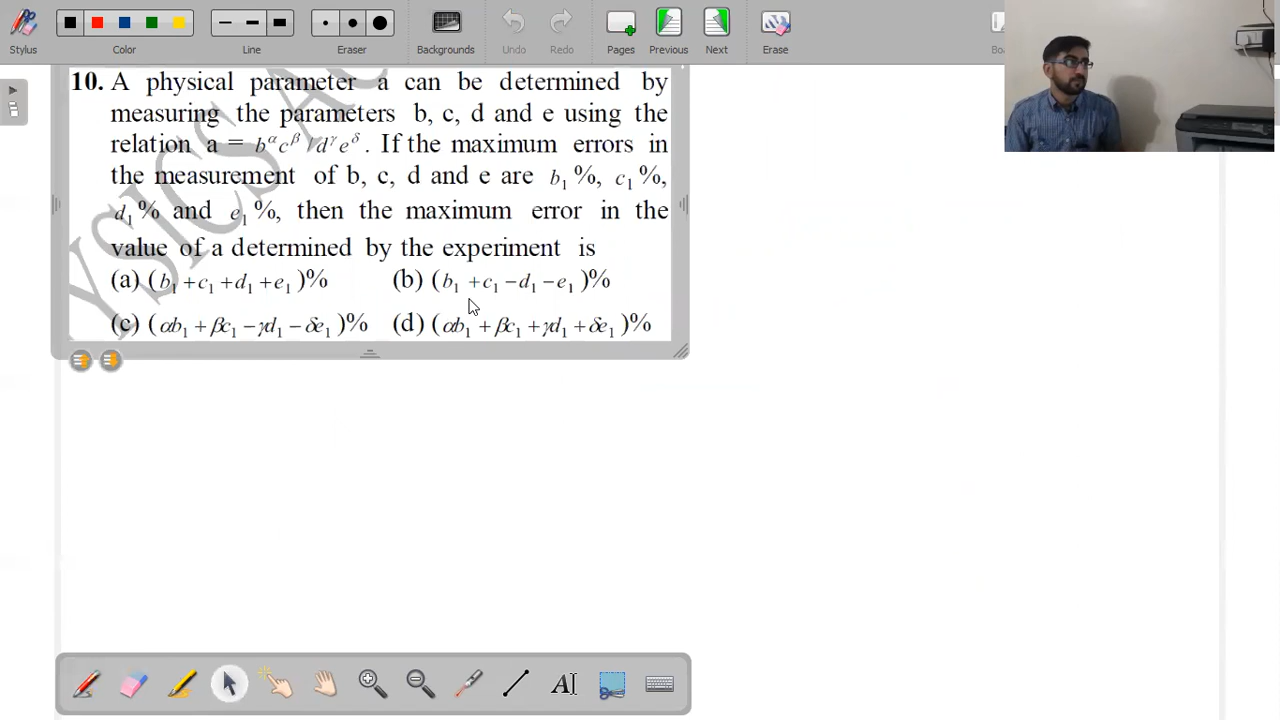 Stylus Color Line Eraser Backgrounds Undo Redo Pages Previous Next Erase
10. A physical parameter a can be determined by
measuring the parameters b, c, d and e using the
relation a = b^α c^β / d^γ e^δ. If the maximum errors in
the measurement of b, c, d and e are b₁%, c₁%,
d₁% and e₁%, then the maximum error in the
value of a determined by the experiment is
(a) (b₁ + c₁ + d₁ + e₁)% (b) (b₁ + c₁ − d₁ − e₁)%
(c) (αb₁ + βc₁ − γd₁ − δe₁)% (d) (αb₁ + βc₁ + γd₁ + δe₁)%